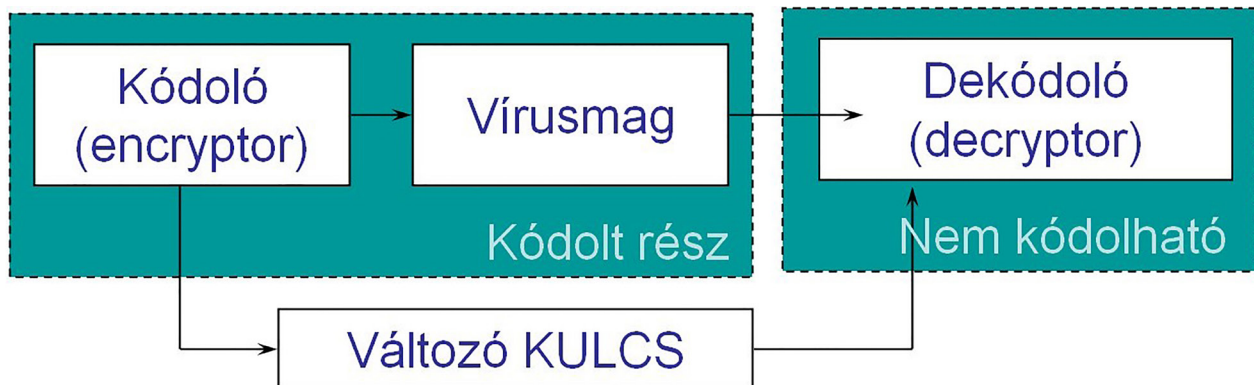 Kódoló
(encryptor)
Vírusmag
Dekódoló
(decryptor)
Kódolt rész
Nem kódolható
Változó KULCS